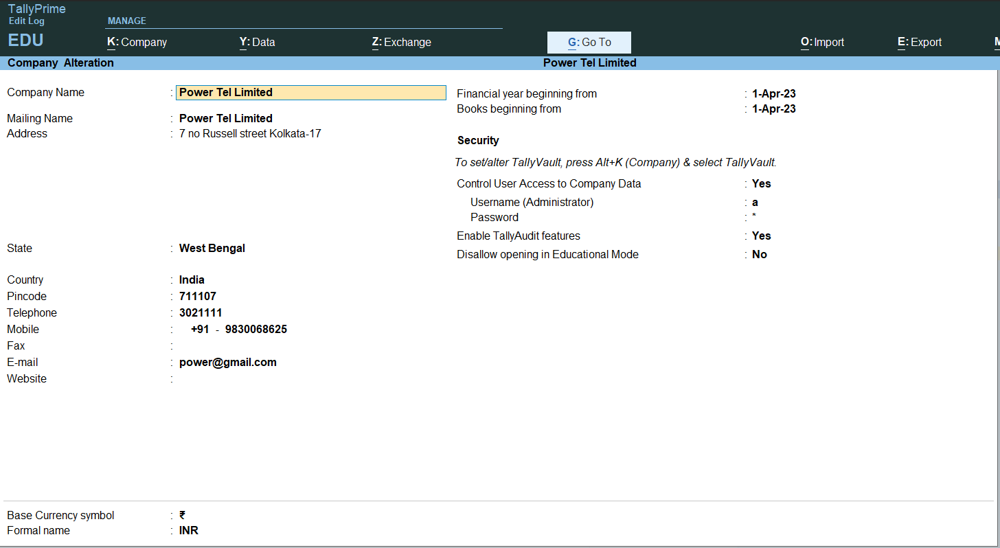 TallyPrime
Edit Log
EDU
MANAGE
K: Company Y: Data Z: Exchange G: Go To O: Import E: Export M
Company Alteration Power Tel Limited
Company Name : Power Tel Limited
Mailing Name : Power Tel Limited
Address : 7 no Russell street Kolkata-17
State : West Bengal
Country : India
Pincode : 711107
Telephone : 3021111
Mobile : +91 - 9830068625
Fax :
E-mail : power@gmail.com
Website :
Financial year beginning from : 1-Apr-23
Books beginning from : 1-Apr-23
Security
To set/alter TallyVault, press Alt+K (Company) & select TallyVault.
Control User Access to Company Data : Yes
Username (Administrator) : a
Password : *
Enable TallyAudit features : Yes
Disallow opening in Educational Mode : No
Base Currency symbol : ₹
Formal name : INR